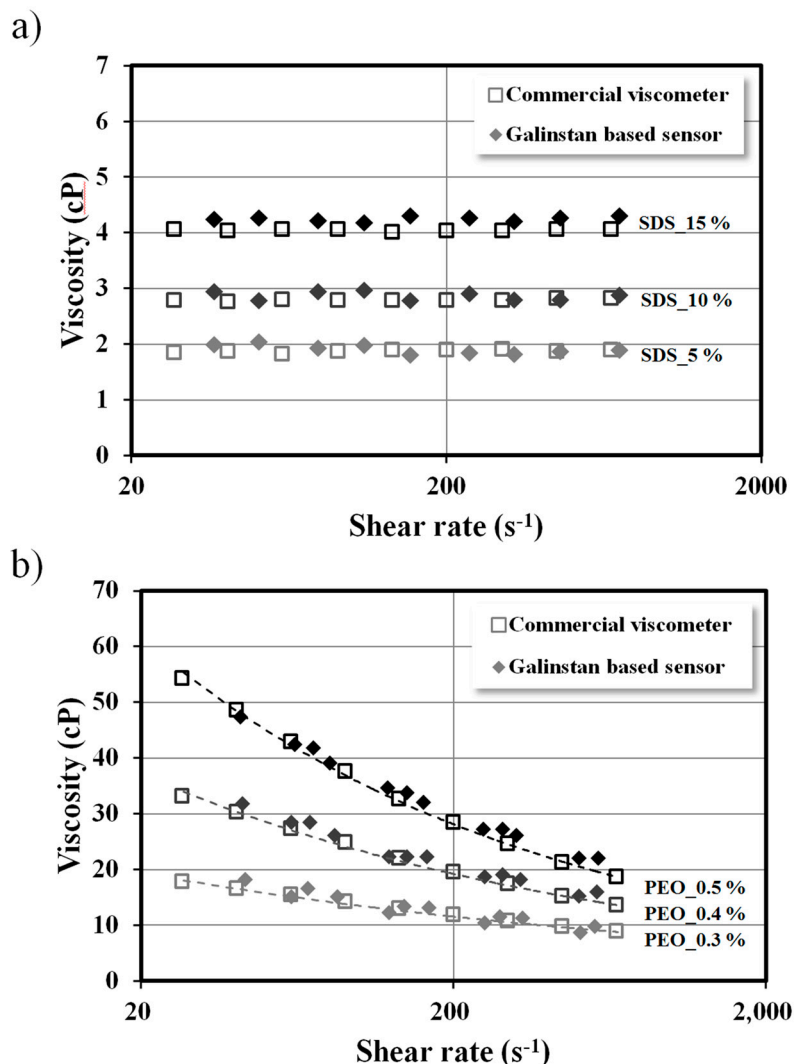 a)
7
6
5
4
3
2
1
0
Viscosity (cP)
Commercial viscometer
Galinstan based sensor
SDS_15 %
SDS_10 %
SDS_5 %
20
200
2000
Shear rate (s⁻¹)
b)
70
60
50
40
30
20
10
0
Viscosity (cP)
Commercial viscometer
Galinstan based sensor
PEO_0.5 %
PEO_0.4 %
PEO_0.3 %
20
200
2,000
Shear rate (s⁻¹)